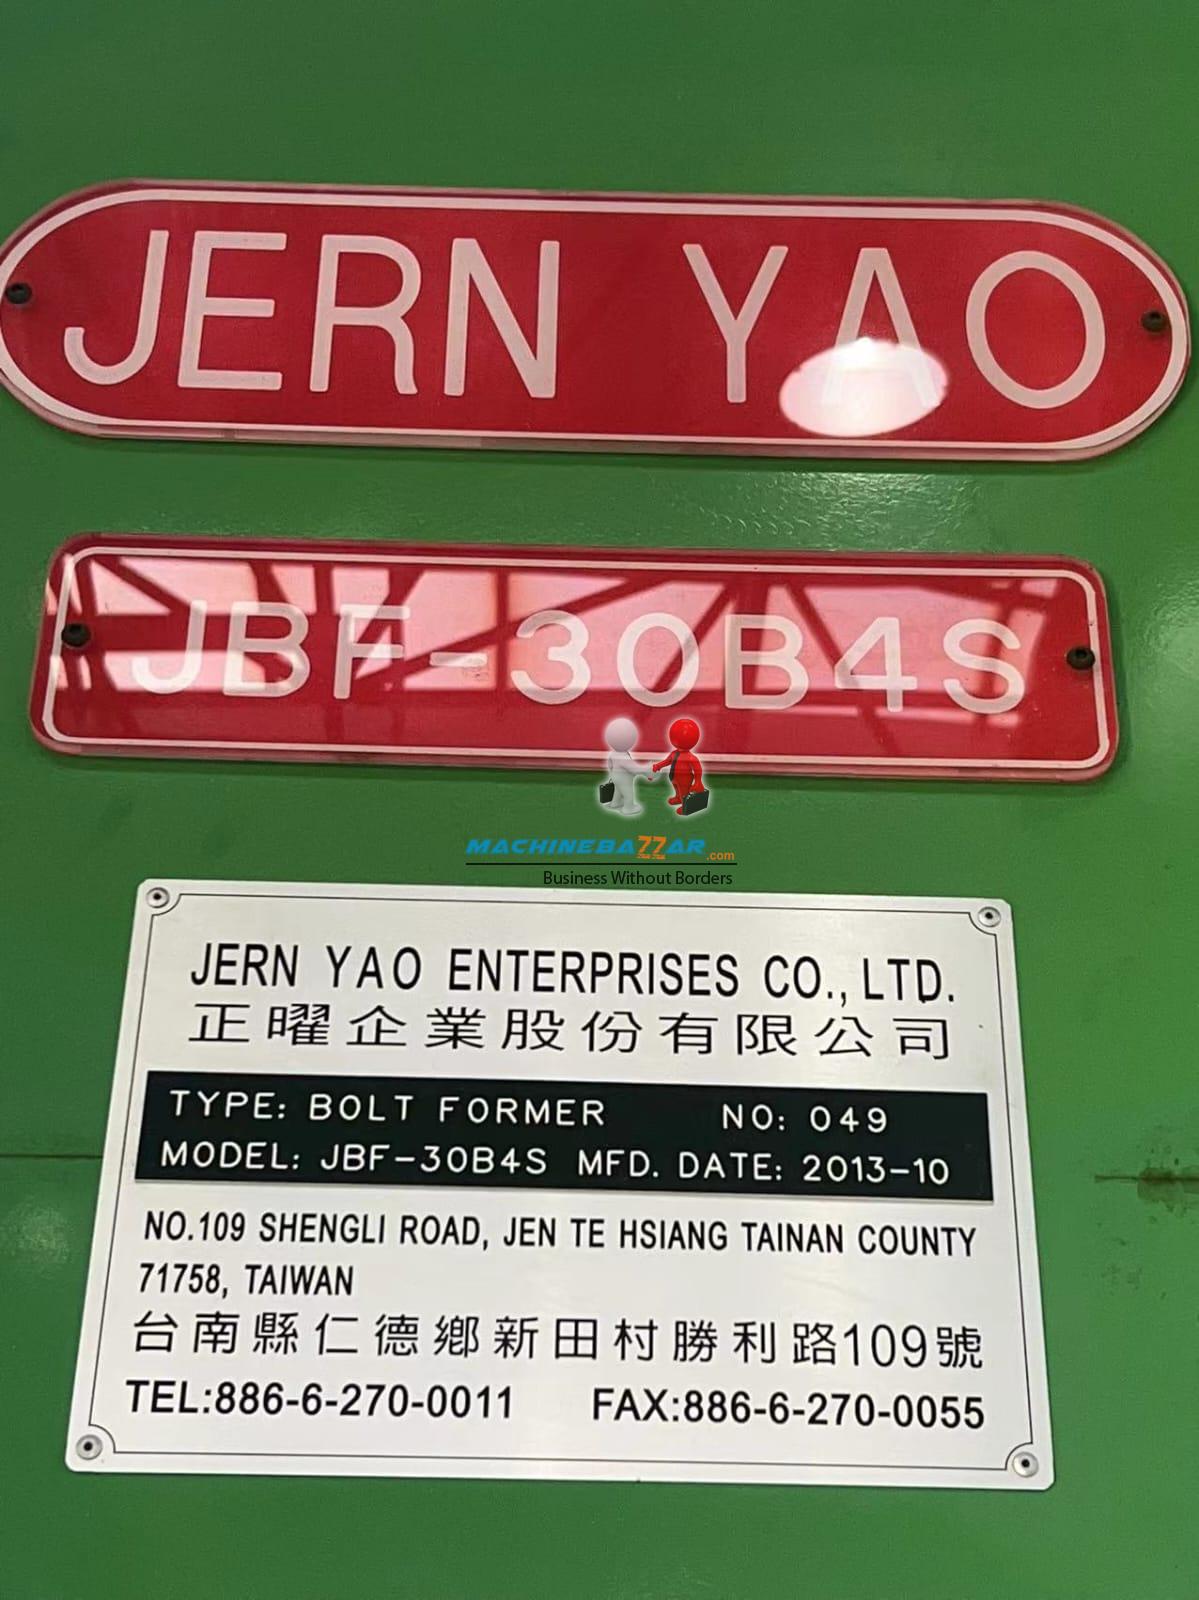 JERN YAO
JBF-30B4S
MACHINEBAZZAR.com
Business Without Borders
JERN YAO ENTERPRISES CO., LTD.
正曜企業股份有限公司
TYPE: BOLT FORMER NO: 049
MODEL: JBF-30B4S MFD. DATE: 2013-10
NO.109 SHENGLI ROAD, JEN TE HSIANG TAINAN COUNTY
71758, TAIWAN
台南縣仁德鄉新田村勝利路109號
TEL:886-6-270-0011 FAX:886-6-270-0055